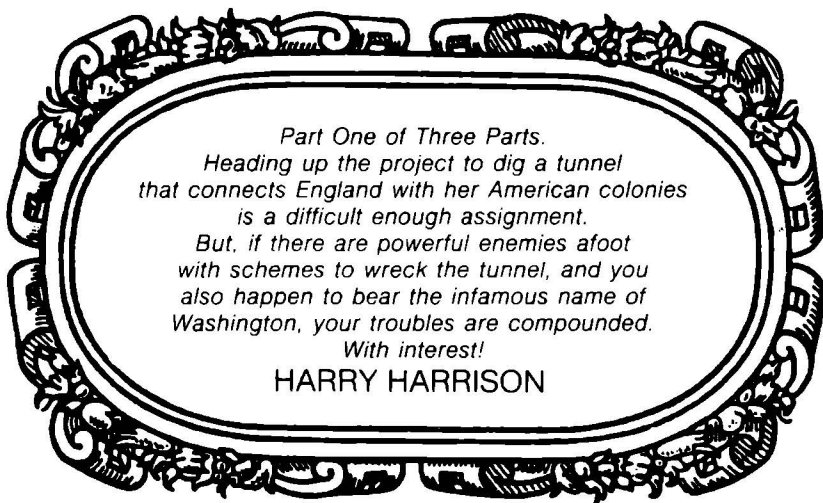 Part One of Three Parts.
Heading up the project to dig a tunnel
that connects England with her American colonies
is a difficult enough assignment.
But, if there are powerful enemies afoot
with schemes to wreck the tunnel, and you
also happen to bear the infamous name of
Washington, your troubles are compounded.
With interest!
HARRY HARRISON